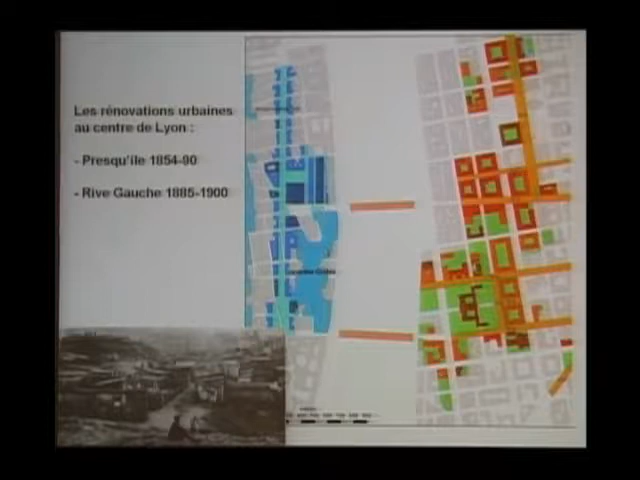 Les rénovations urbaines
au centre de Lyon :
- Presqu'île 1854-90
- Rive Gauche 1885-1900